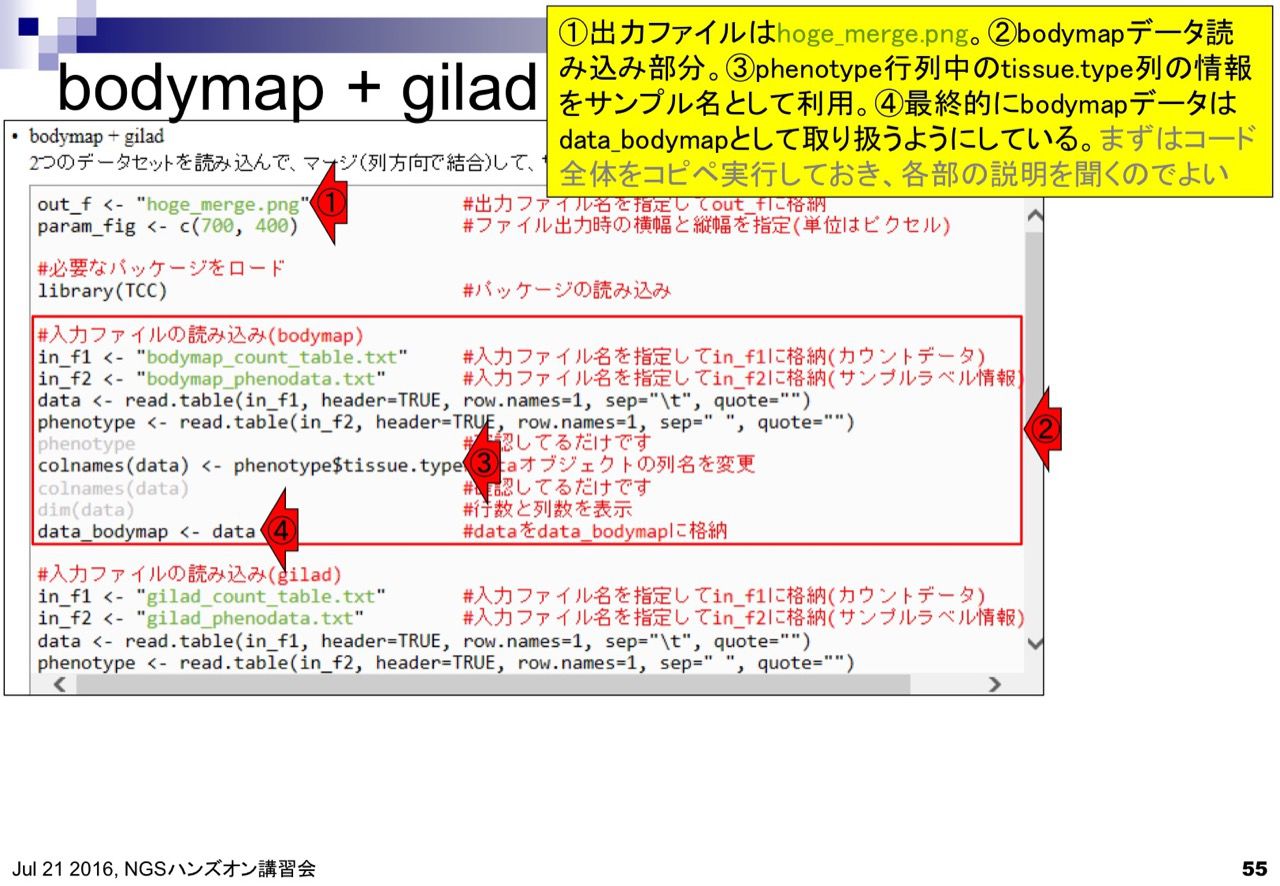 bodymap + gilad
①出力ファイルはhoge_merge.png。②bodymapデータ読
み込み部分。③phenotype行列中のtissue.type列の情報
をサンプル名として利用。④最終的にbodymapデータは
data_bodymapとして取り扱うようにしている。まずはコード
全体をコピペ実行しておき、各部の説明を聞くのでよい
• bodymap + gilad
2つのデータセットを読み込んで、マージ(列方向で結合)して、
out_f <- "hoge_merge.png" ① #出力ファイル名を指定してout_fに格納
param_fig <- c(700, 400) #ファイル出力時の横幅と縦幅を指定(単位はピクセル)
#必要なパッケージをロード
library(TCC) #パッケージの読み込み
#入力ファイルの読み込み(bodymap)
in_f1 <- "bodymap_count_table.txt" #入力ファイル名を指定してin_f1に格納(カウントデータ)
in_f2 <- "bodymap_phenodata.txt" #入力ファイル名を指定してin_f2に格納(サンプルラベル情報)
data <- read.table(in_f1, header=TRUE, row.names=1, sep="\t", quote="")
phenotype <- read.table(in_f2, header=TRUE, row.names=1, sep=" ", quote="")
②
phenotype #確認してるだけです
colnames(data) <- phenotype$tissue.type ③ オブジェクトの列名を変更
colnames(data) #確認してるだけです
dim(data) #行数と列数を表示
data_bodymap <- data ④ #dataをdata_bodymapに格納
#入力ファイルの読み込み(gilad)
in_f1 <- "gilad_count_table.txt" #入力ファイル名を指定してin_f1に格納(カウントデータ)
in_f2 <- "gilad_phenodata.txt" #入力ファイル名を指定してin_f2に格納(サンプルラベル情報)
data <- read.table(in_f1, header=TRUE, row.names=1, sep="\t", quote="")
phenotype <- read.table(in_f2, header=TRUE, row.names=1, sep=" ", quote="")
Jul 21 2016, NGSハンズオン講習会
55